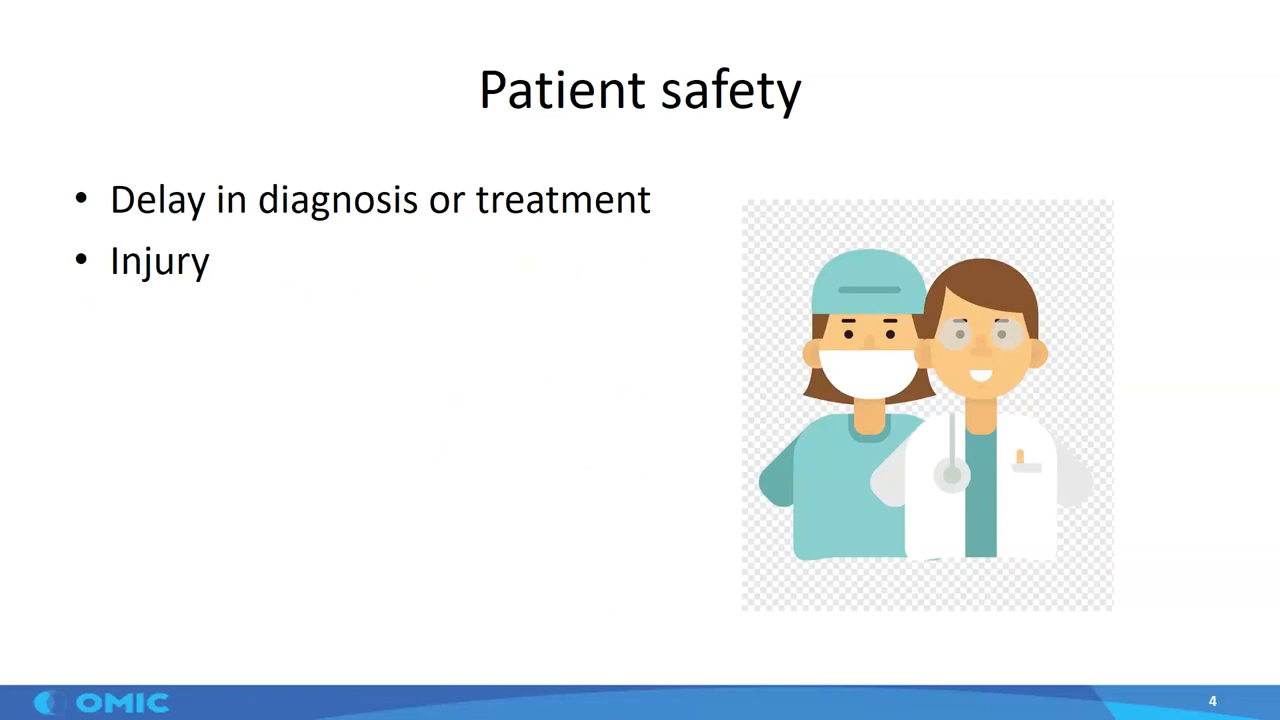 Patient safety
• Delay in diagnosis or treatment
• Injury
OMIC
4